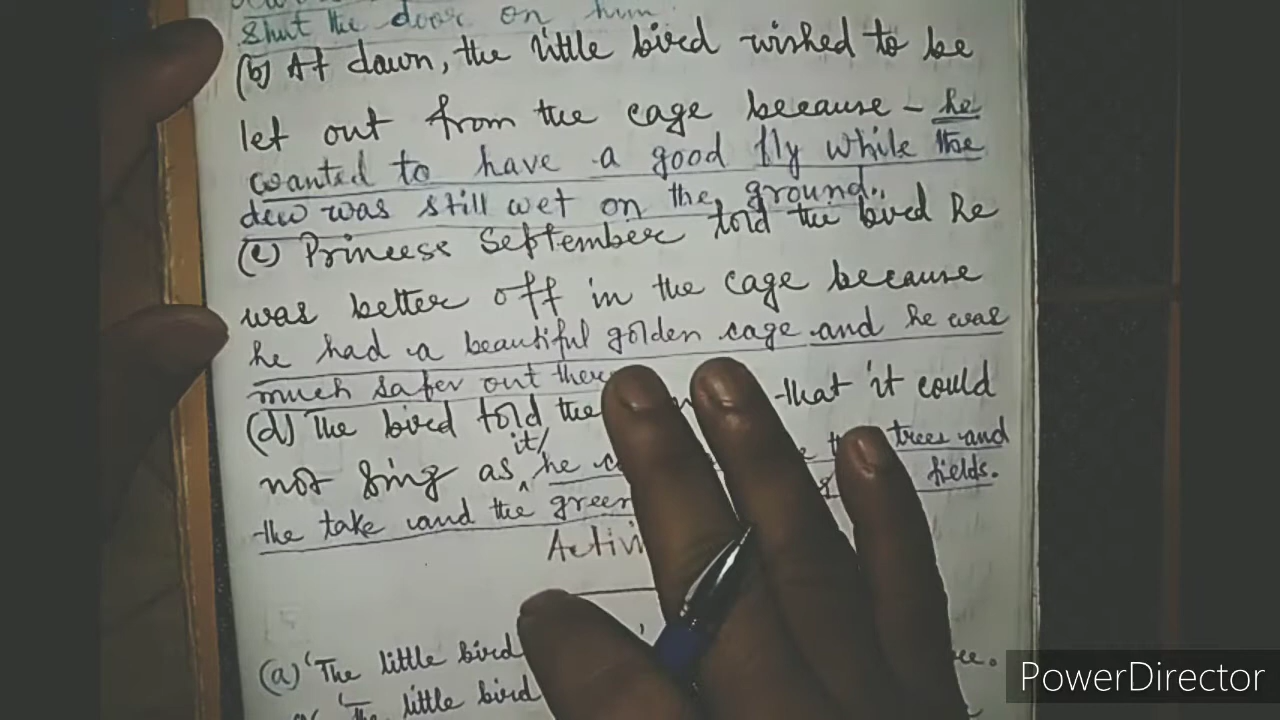 Shut the door on him.
(b) At dawn, the little bird wished to be
let out from the cage because - he
wanted to have a good fly while the
dew was still wet on the ground..
(c) Princess September told the bird he
was better off in the cage because
he had a beautiful golden cage and he was
much safer out there
(d) The bird told the that it could
it/
not sing as he trees and
the take and the green fields.
Activi
(a) 'The little bird
'The little bird
PowerDirector